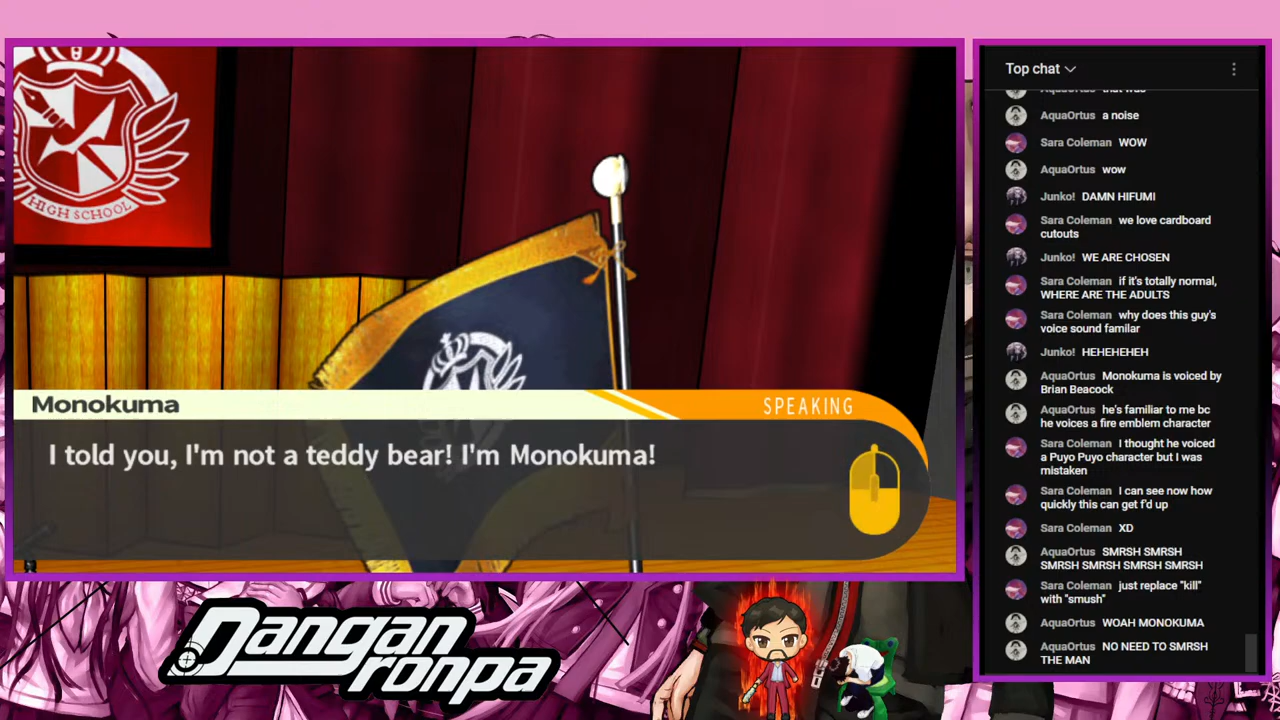 HIGH SCHOOL
Monokuma
SPEAKING
I told you, I'm not a teddy bear! I'm Monokuma!
Dangan
ronpa
Top chat
AquaOrtus that was
AquaOrtus a noise
Sara Coleman WOW
AquaOrtus wow
Junko! DAMN HIFUMI
Sara Coleman we love cardboard
cutouts
Junko! WE ARE CHOSEN
Sara Coleman if it's totally normal,
WHERE ARE THE ADULTS
Sara Coleman why does this guy's
voice sound familar
Junko! HEHEHEHEH
AquaOrtus Monokuma is voiced by
Brian Beacock
AquaOrtus he's familiar to me bc
he voices a fire emblem character
Sara Coleman I thought he voiced
a Puyo Puyo character but I was
mistaken
Sara Coleman I can see now how
quickly this can get f'd up
Sara Coleman XD
AquaOrtus SMRSH SMRSH
SMRSH SMRSH SMRSH SMRSH
Sara Coleman just replace "kill"
with "smush"
AquaOrtus WOAH MONOKUMA
AquaOrtus NO NEED TO SMRSH
THE MAN